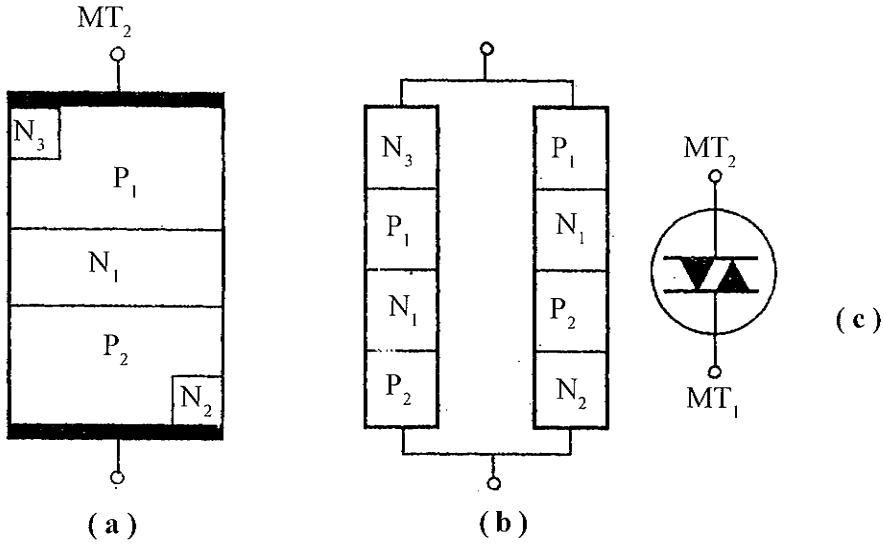 MT₂
N₃
P₁
N₁
P₂
N₂
(a)
N₃
P₁
N₁
P₂
P₁
N₁
P₂
N₂
(b)
MT₂
MT₁
(c)